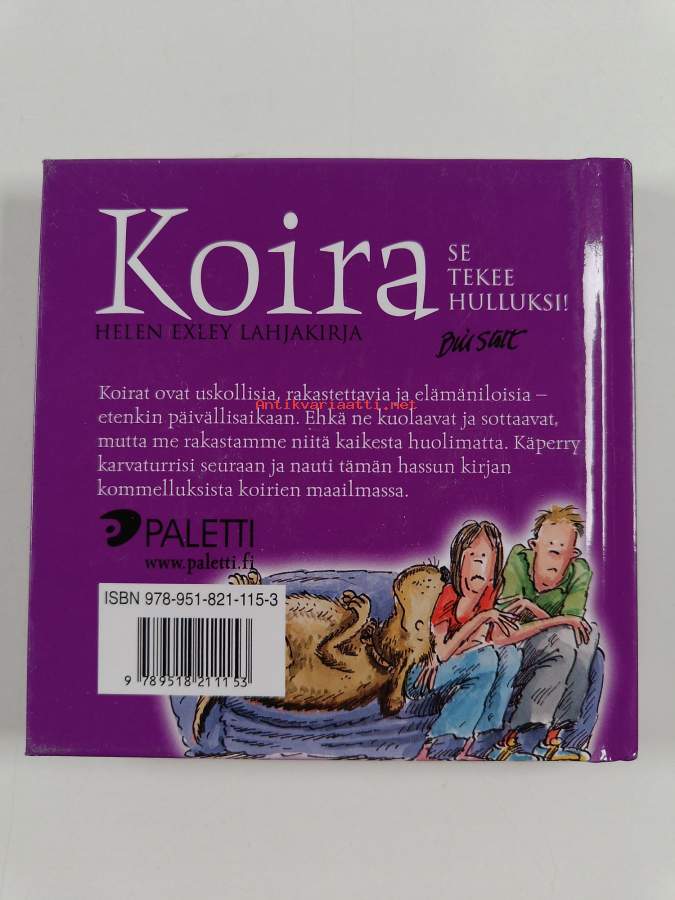 Koira
SE
TEKEE
HULLUKSI!
HELEN EXLEY LAHJAKIRJA
Bill Stott
Koirat ovat uskollisia, rakastettavia ja elämäniloisia –
Antikvariaatti.net
etenkin päivällisaikaan. Ehkä ne kuolaavat ja sottaavat,
mutta me rakastamme niitä kaikesta huolimatta. Käperry
karvaturrisi seuraan ja nauti tämän hassun kirjan
kommelluksista koirien maailmassa.
PALETTI
www.paletti.fi
ISBN 978-951-821-115-3
9 789518 211153